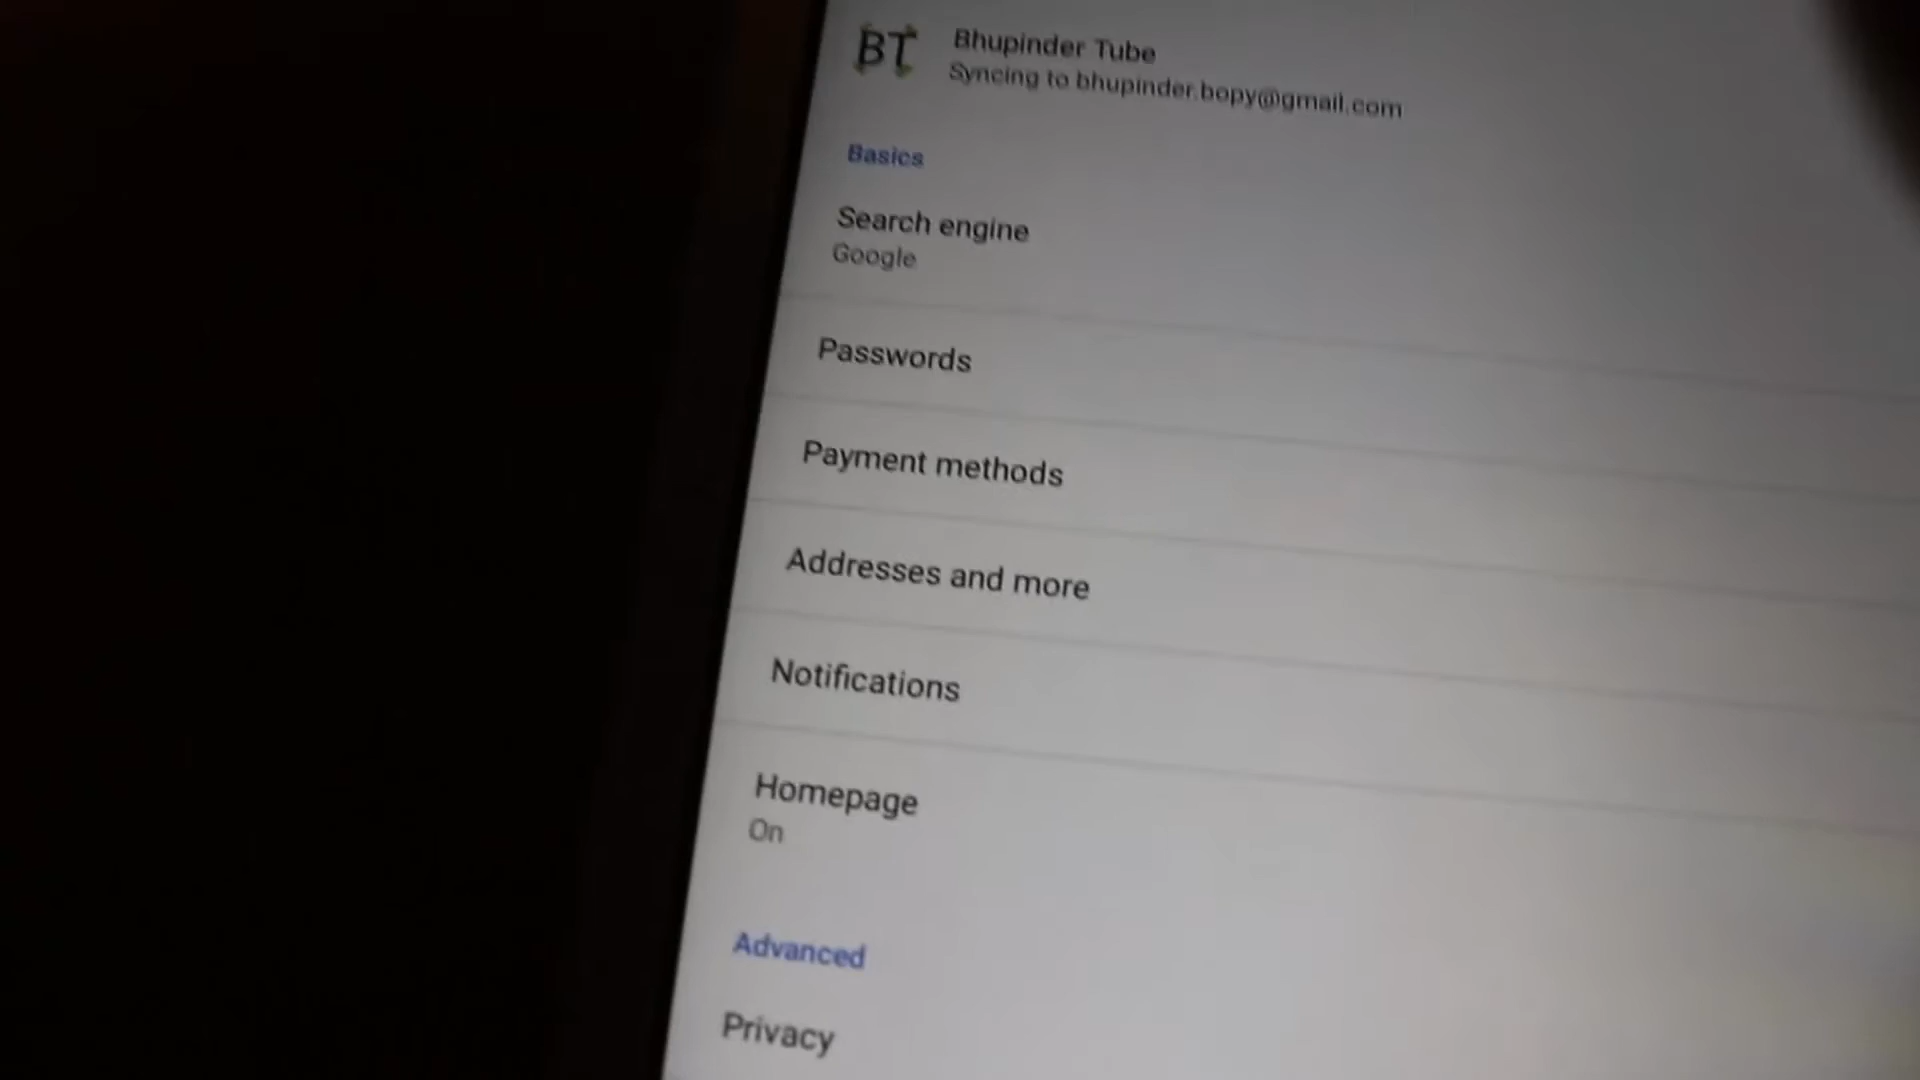 BT
Bhupinder Tube
Syncing to bhupinder.bopy@gmail.com
Basics
Search engine
Google
Passwords
Payment methods
Addresses and more
Notifications
Homepage
On
Advanced
Privacy